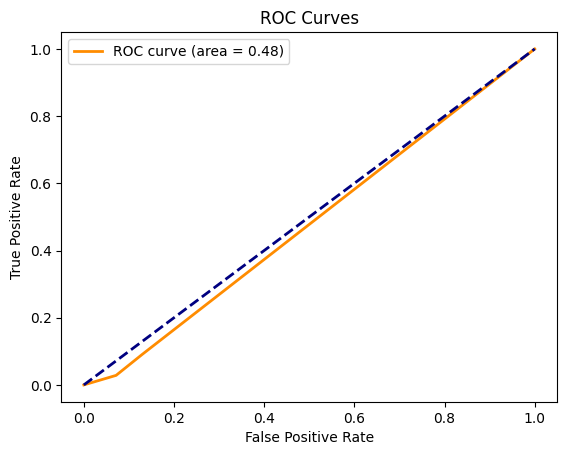 ROC Curves
ROC curve (area = 0.48)
True Positive Rate
1.0
0.8
0.6
0.4
0.2
0.0
0.0 0.2 0.4 0.6 0.8 1.0
False Positive Rate